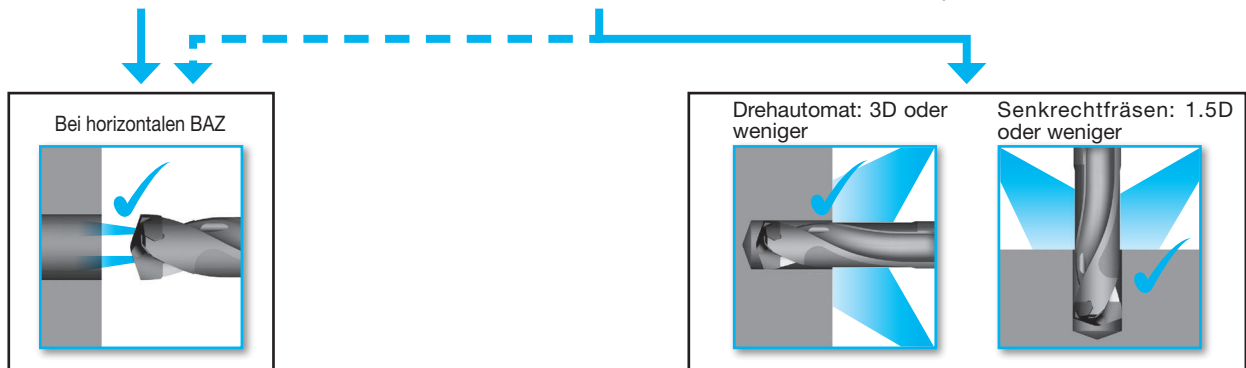 Bei horizontalen BAZ
Drehautomat: 3D oder
weniger
Senkrechtfräsen: 1.5D
oder weniger